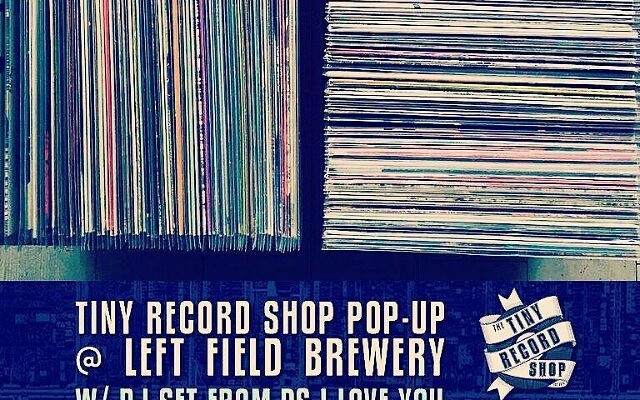 TINY RECORD SHOP POP-UP
@ LEFT FIELD BREWERY
W/ DJ SET FROM PS I LOVE YOU
THE
TINY
RECORD
SHOP